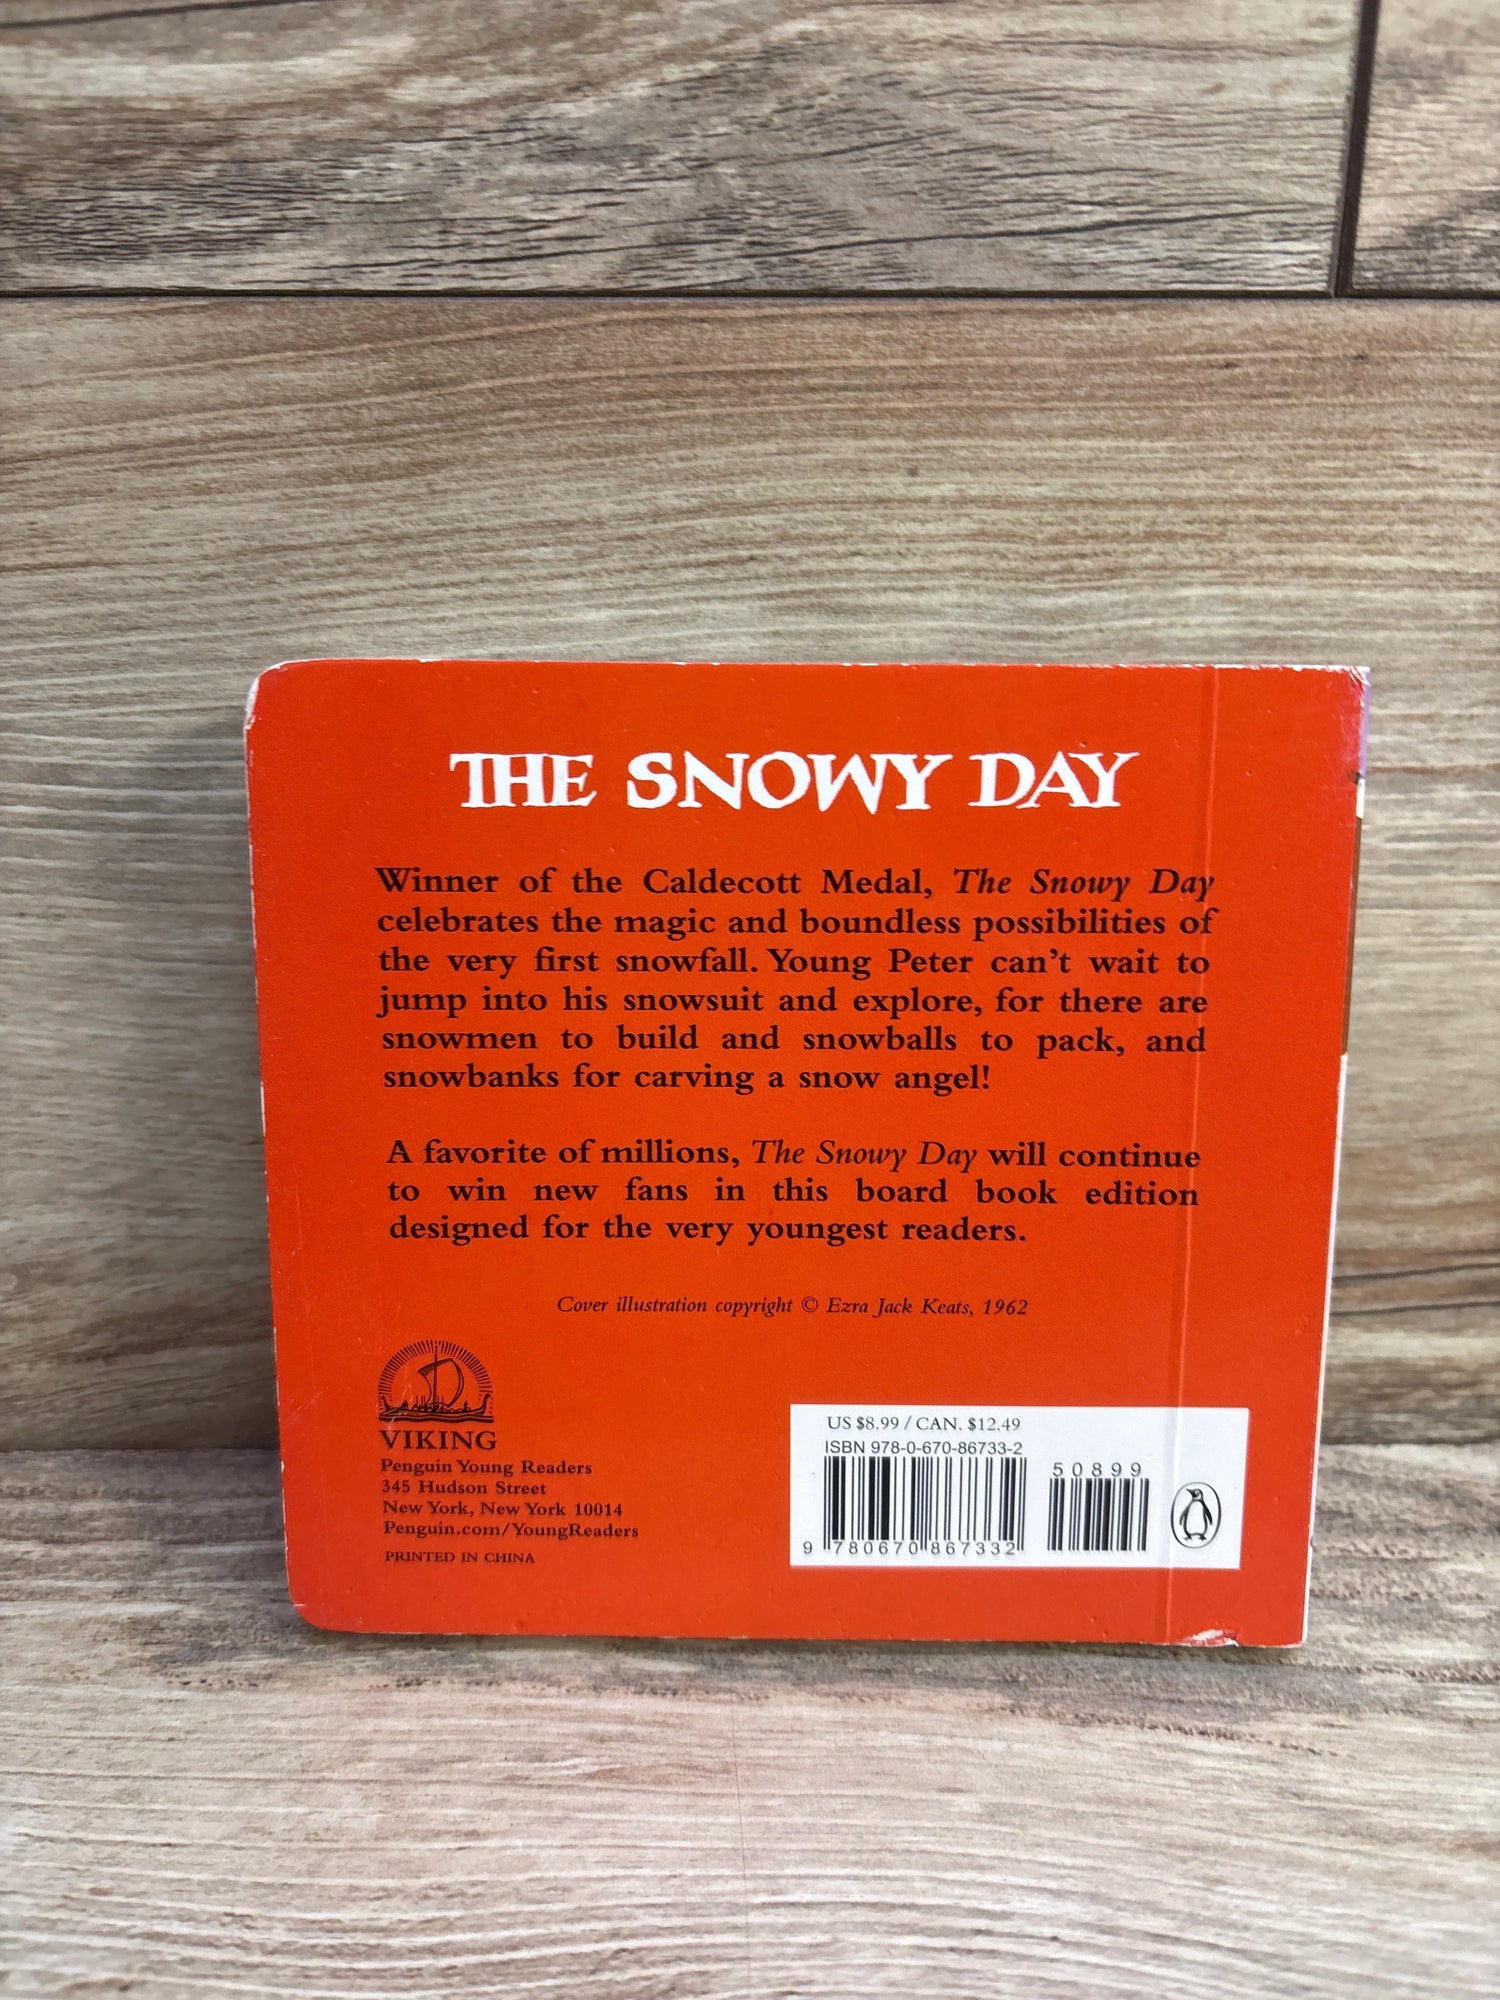 THE SNOWY DAY
Winner of the Caldecott Medal, The Snowy Day
celebrates the magic and boundless possibilities of
the very first snowfall. Young Peter can't wait to
jump into his snowsuit and explore, for there are
snowmen to build and snowballs to pack, and
snowbanks for carving a snow angel!
A favorite of millions, The Snowy Day will continue
to win new fans in this board book edition
designed for the very youngest readers.
Cover illustration copyright © Ezra Jack Keats, 1962
VIKING
Penguin Young Readers
345 Hudson Street
New York, New York 10014
Penguin.com/YoungReaders
PRINTED IN CHINA
US $8.99 / CAN. $12.49
ISBN 978-0-670-86733-2
50899
9 780670 867332